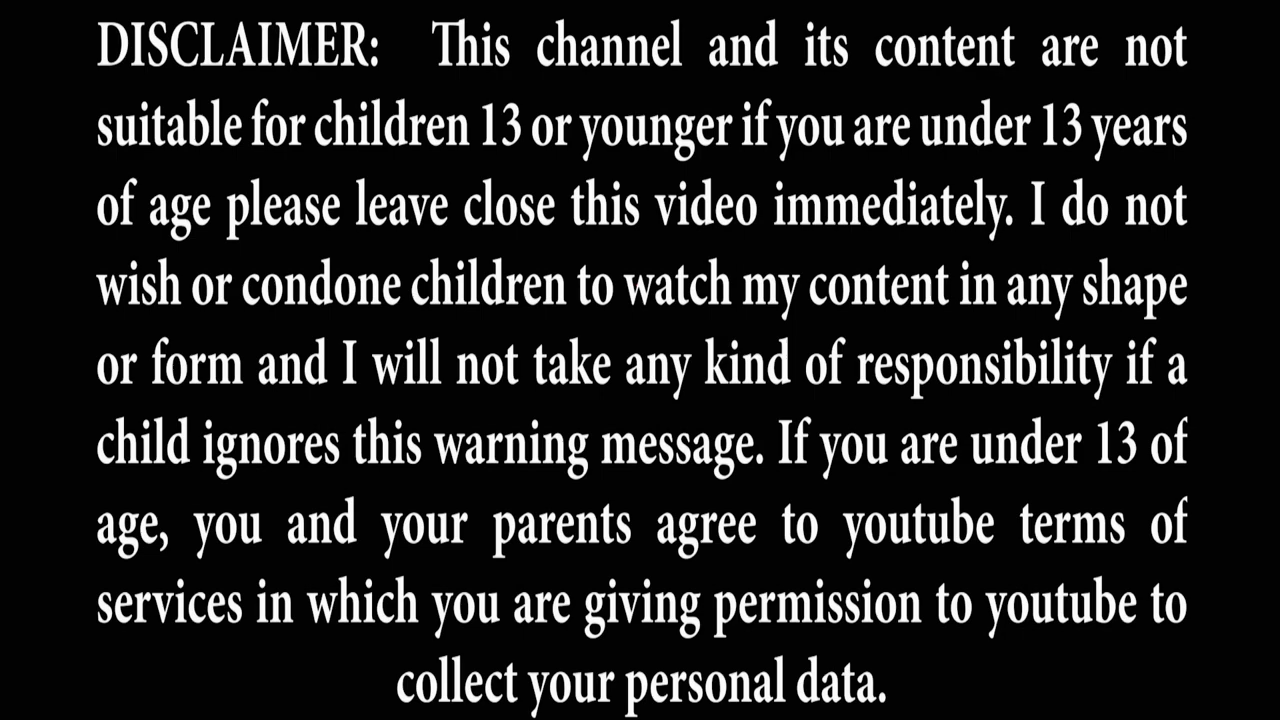 DISCLAIMER: This channel and its content are not
suitable for children 13 or younger if you are under 13 years
of age please leave close this video immediately. I do not
wish or condone children to watch my content in any shape
or form and I will not take any kind of responsibility if a
child ignores this warning message. If you are under 13 of
age, you and your parents agree to youtube terms of
services in which you are giving permission to youtube to
collect your personal data.